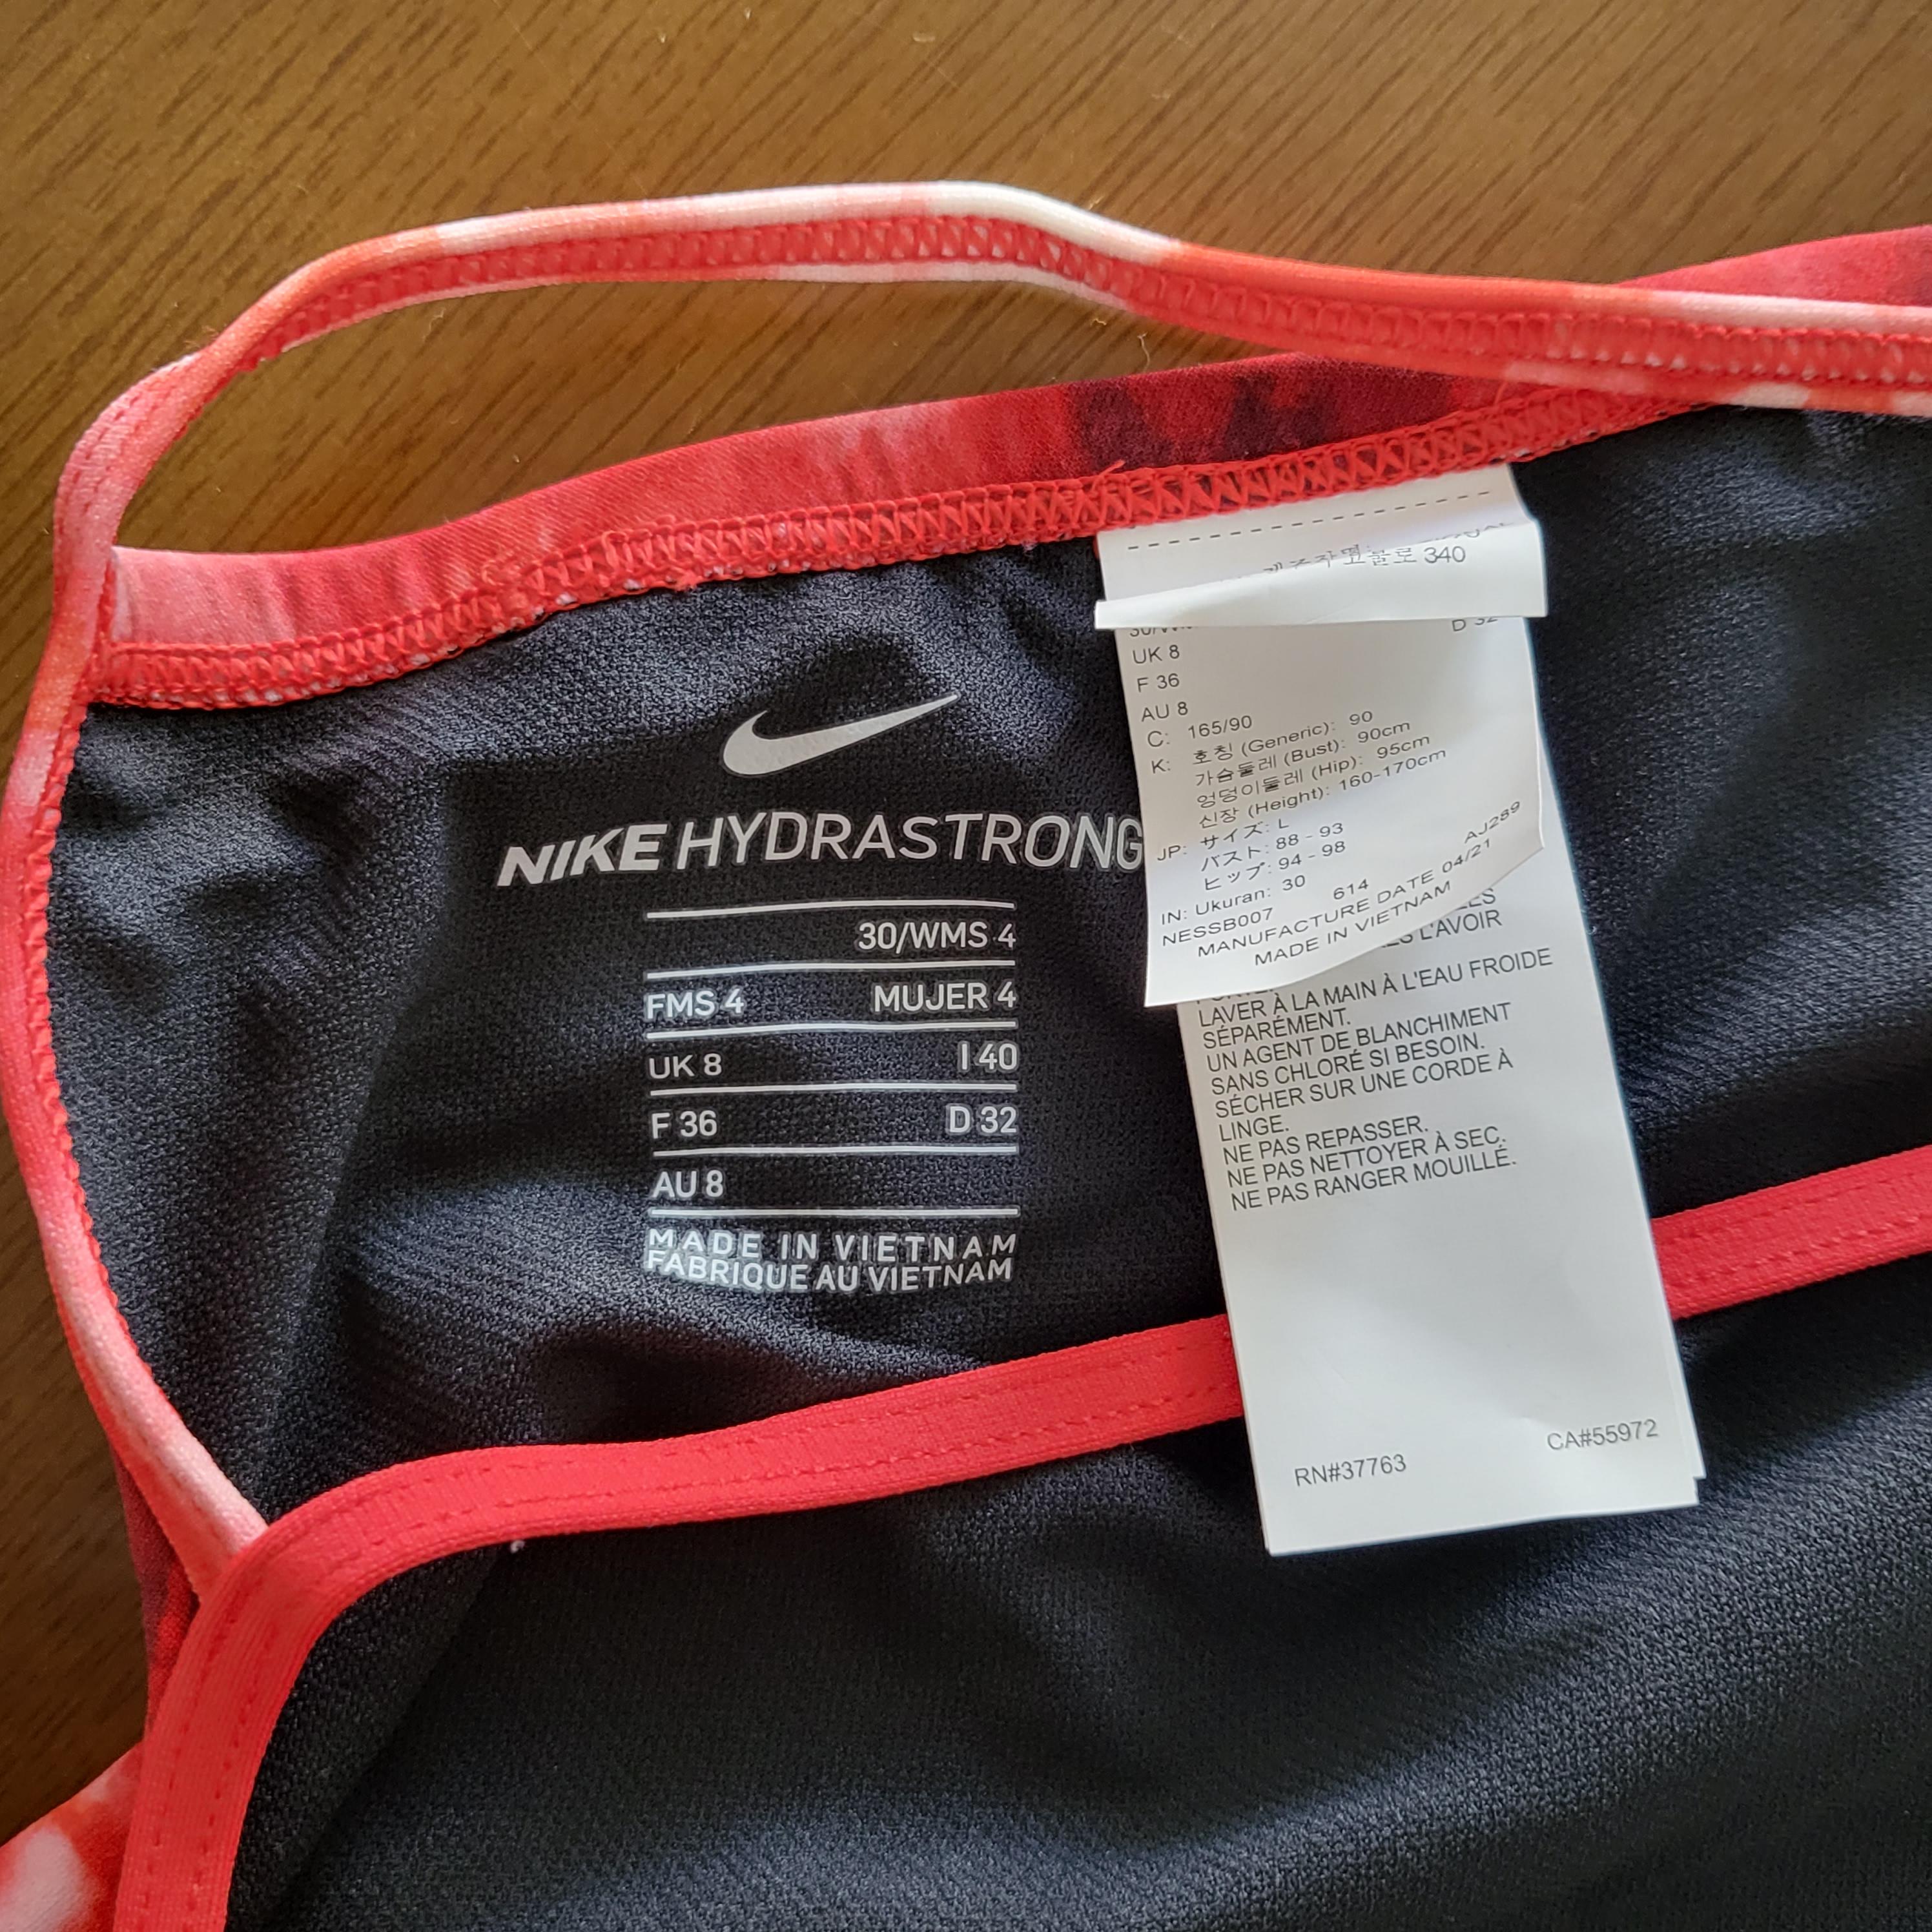 NIKE HYDRASTRONG
30/WMS 4
FMS 4 MUJER 4
UK 8 I 40
F 36 D 32
AU 8
MADE IN VIETNAM
FABRIQUE AU VIETNAM
340
D 32
UK 8
F 36
AU 8
C: 165/90
K: 호칭 (Generic): 90
가슴둘레 (Bust): 90cm
엉덩이둘레 (Hip): 95cm
신장 (Height): 160-170cm
JP: サイズ: L
バスト: 88 - 93
ヒップ: 94 - 98
IN: Ukuran: 30
NESSB007 614 AJ289
MANUFACTURE DATE 04/21
MADE IN VIETNAM
L'AVOIR
LAVER À LA MAIN À L'EAU FROIDE
SÉPARÉMENT.
UN AGENT DE BLANCHIMENT
SANS CHLORÉ SI BESOIN.
SÉCHER SUR UNE CORDE À
LINGE.
NE PAS REPASSER.
NE PAS NETTOYER À SEC.
NE PAS RANGER MOUILLÉ.
RN#37763 CA#55972